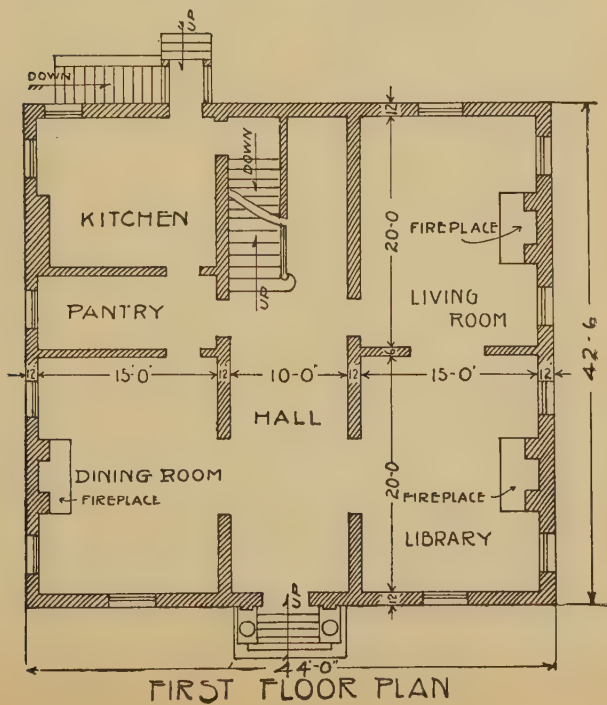 UP
DOWN
12
DOWN
KITCHEN
20-0
FIREPLACE
UP
PANTRY
LIVING
ROOM
42-6
6
12 15'-0" 12 10-0" 12 15-0" 12
HALL
20-0
DINING ROOM
FIREPLACE
FIREPLACE
LIBRARY
UP
12
44'-0"
FIRST FLOOR PLAN